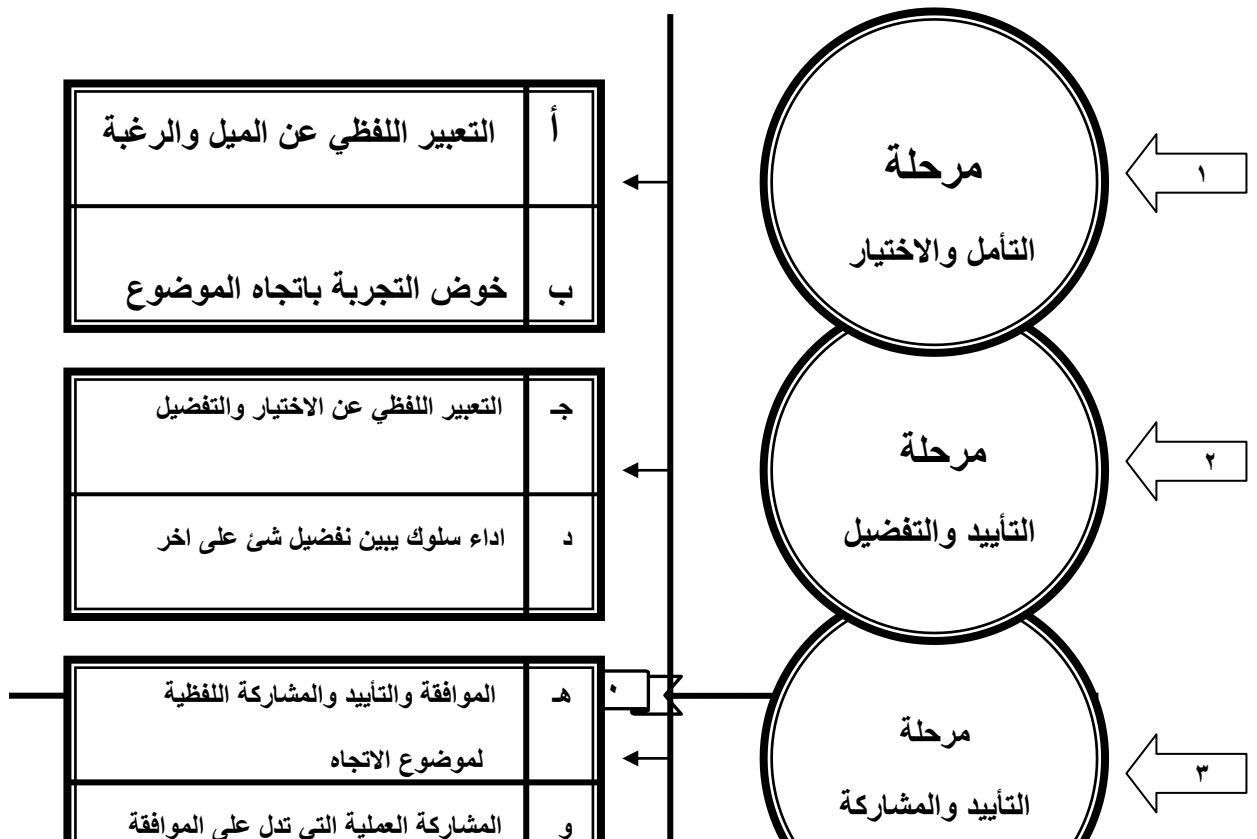 ١
مرحلة
التأمل والاختيار
أ
التعبير اللفظي عن الميل والرغبة
ب
خوض التجربة باتجاه الموضوع
٢
مرحلة
التأييد والتفضيل
جـ
التعبير اللفظي عن الاختيار والتفضيل
د
اداء سلوك يبين نفضيل شئ على اخر
٣
مرحلة
التأييد والمشاركة
هـ
الموافقة والتأييد والمشاركة اللفظية
لموضوع الاتجاه
و
المشاركة العملية التي تدل على الموافقة